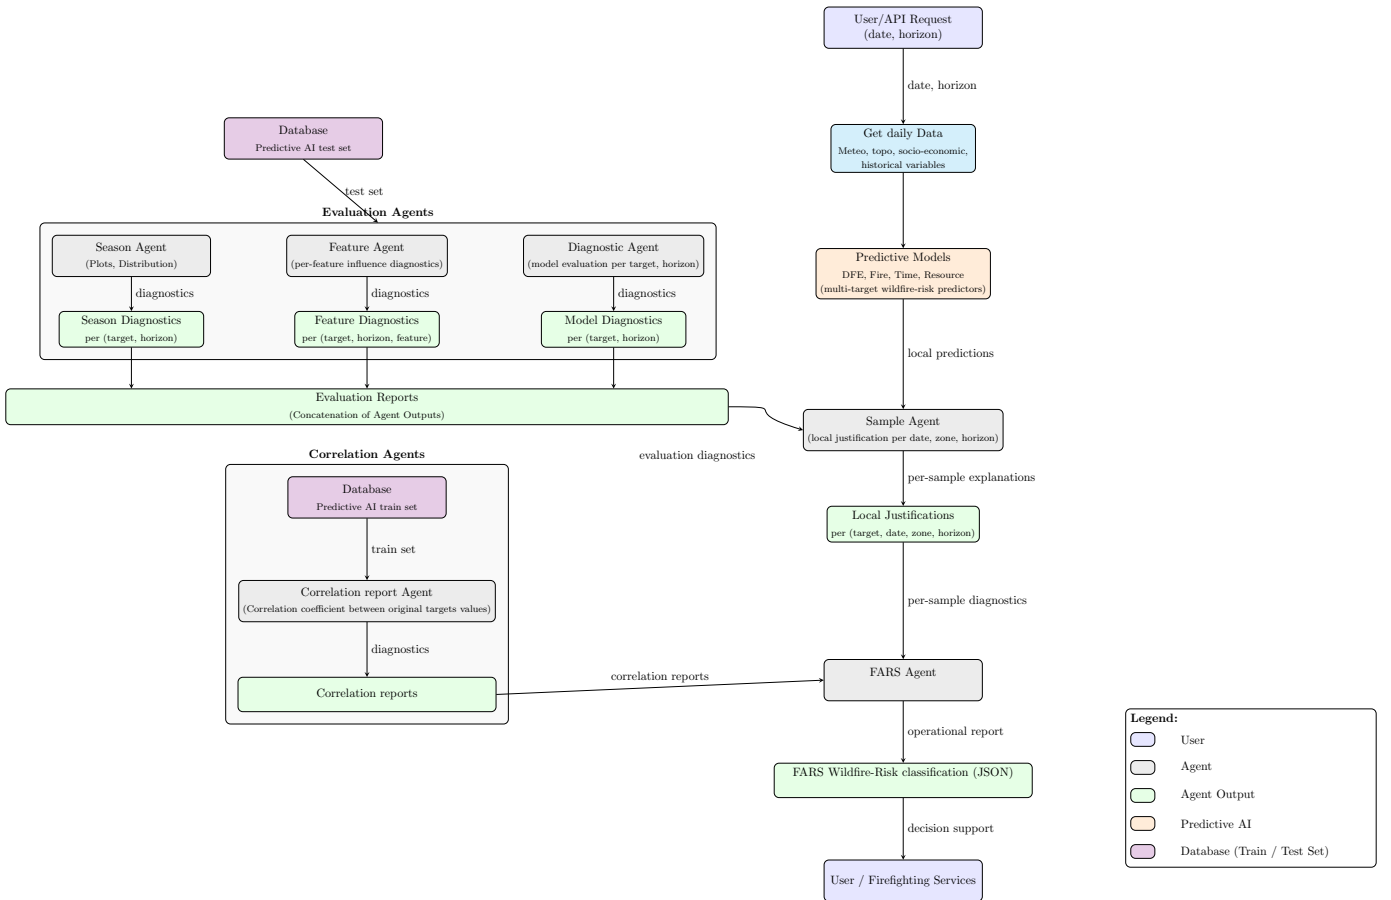 User/API Request
(date, horizon)
date, horizon
Get daily Data
Meteo, topo, socio-economic,
historical variables
Predictive Models
DFE, Fire, Time, Resource
(multi-target wildfire-risk predictors)
local predictions
Database
Predictive AI test set
test set
Evaluation Agents
Season Agent
(Plots, Distribution)
diagnostics
Season Diagnostics
per (target, horizon)
Feature Agent
(per-feature influence diagnostics)
diagnostics
Feature Diagnostics
per (target, horizon, feature)
Diagnostic Agent
(model evaluation per target, horizon)
diagnostics
Model Diagnostics
per (target, horizon)
Evaluation Reports
(Concatenation of Agent Outputs)
evaluation diagnostics
Sample Agent
(local justification per date, zone, horizon)
per-sample explanations
Local Justifications
per (target, date, zone, horizon)
per-sample diagnostics
Correlation Agents
Database
Predictive AI train set
train set
Correlation report Agent
(Correlation coefficient between original targets values)
diagnostics
Correlation reports
correlation reports
FARS Agent
operational report
FARS Wildfire-Risk classification (JSON)
decision support
User / Firefighting Services
Legend:
User
Agent
Agent Output
Predictive AI
Database (Train / Test Set)